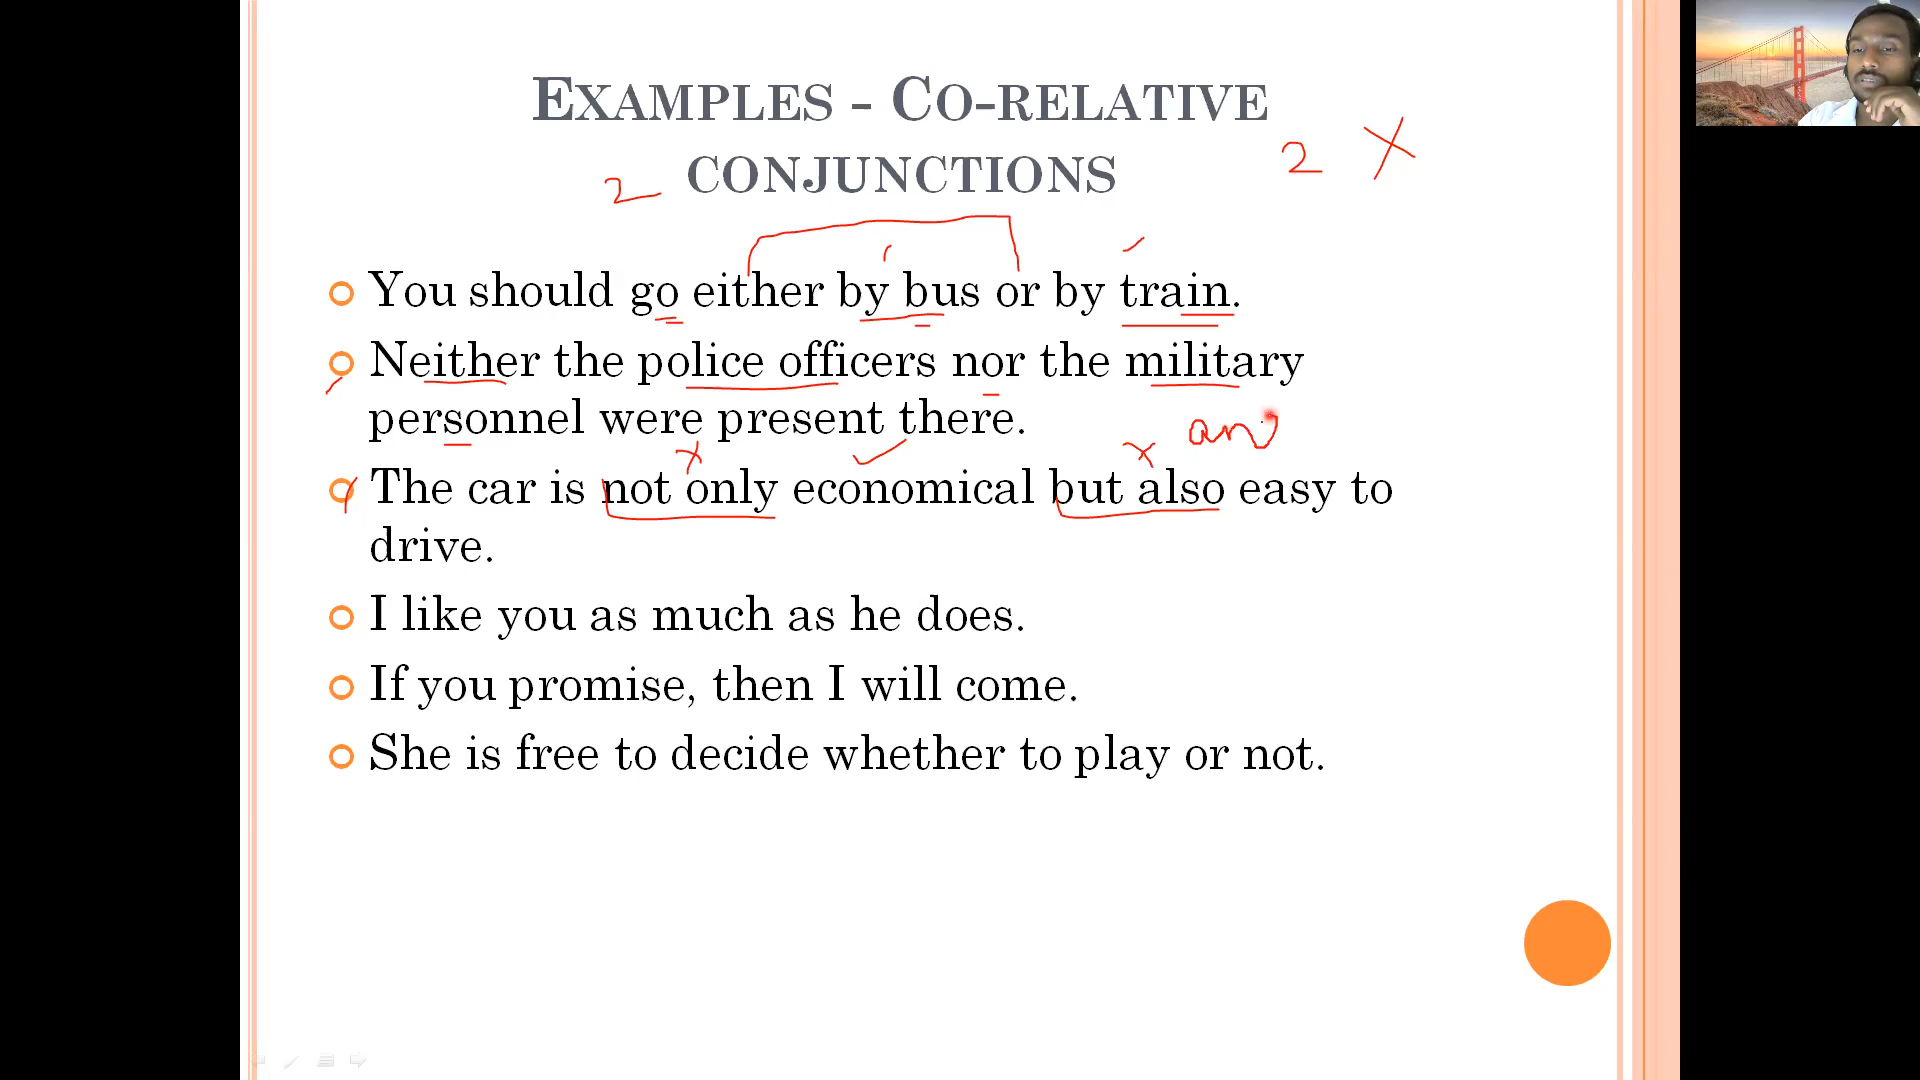 EXAMPLES - CO-RELATIVE
2 X
2 CONJUNCTIONS
You should go either by bus or by train.
Neither the police officers nor the military
personnel were present there.
an
The car is not only economical but also easy to
drive.
I like you as much as he does.
If you promise, then I will come.
She is free to decide whether to play or not.